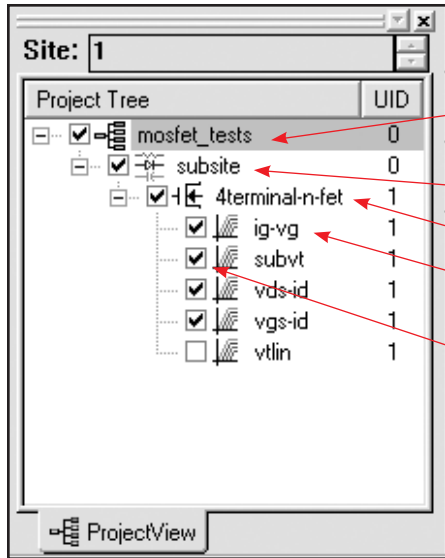 Site: 1
Project Tree UID
mosfet_tests 0
subsite 0
4terminal-n-fet 1
ig-vg 1
subvt 1
vds-id 1
vgs-id 1
vtlin 1
ProjectView